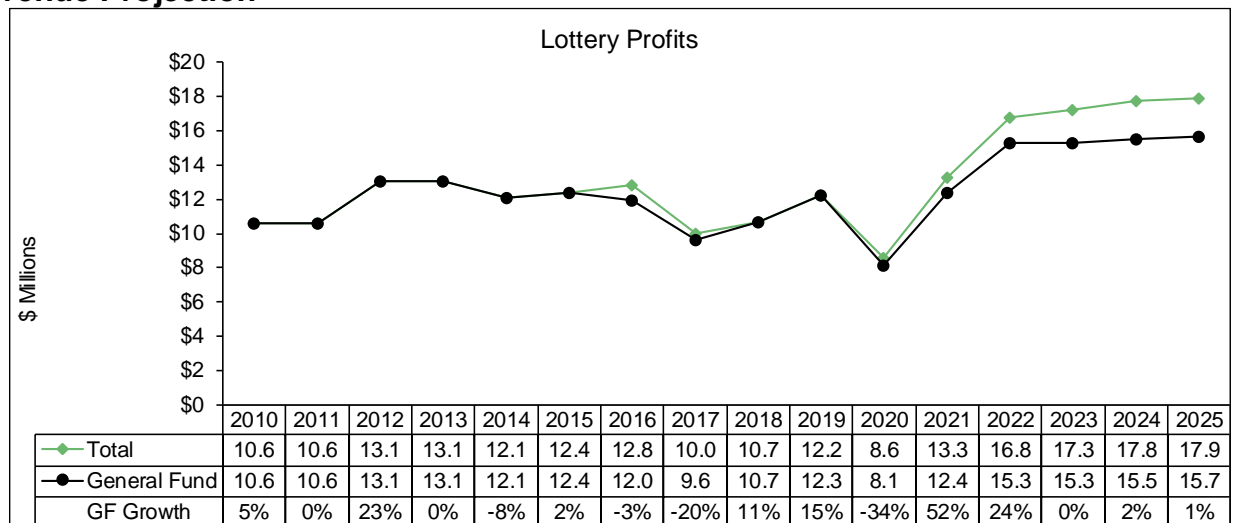 Lottery Profits
$20
$18
$16
$14
$12
$10
$8
$6
$4
$2
$0
$ Millions
2010 2011 2012 2013 2014 2015 2016 2017 2018 2019 2020 2021 2022 2023 2024 2025
Total 10.6 10.6 13.1 13.1 12.1 12.4 12.8 10.0 10.7 12.2 8.6 13.3 16.8 17.3 17.8 17.9
General Fund 10.6 10.6 13.1 13.1 12.1 12.4 12.0 9.6 10.7 12.3 8.1 12.4 15.3 15.3 15.5 15.7
GF Growth 5% 0% 23% 0% -8% 2% -3% -20% 11% 15% -34% 52% 24% 0% 2% 1%